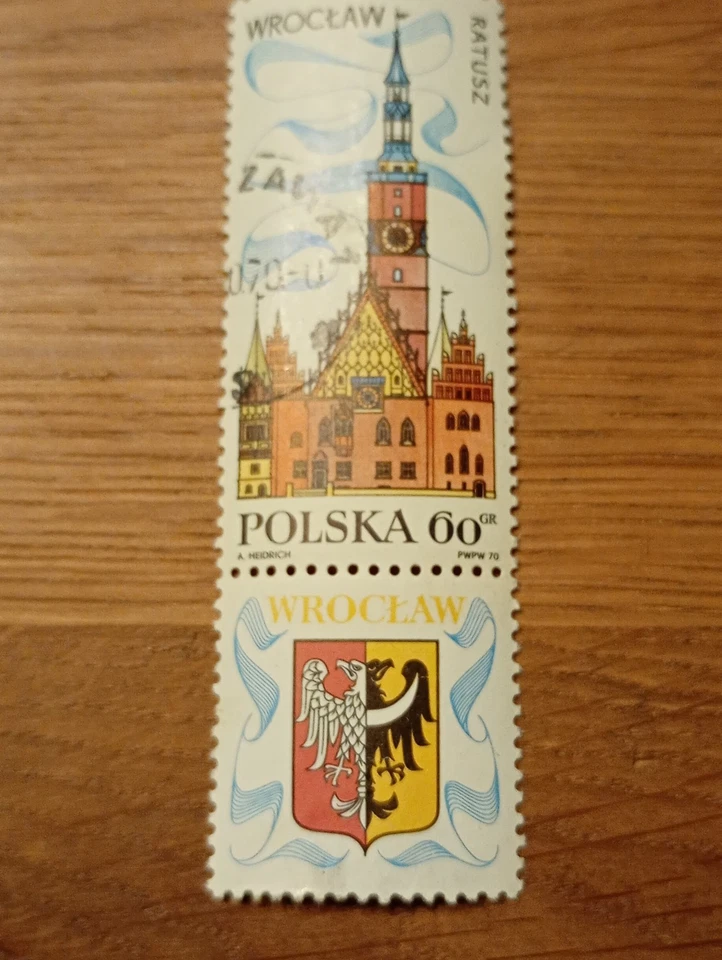 WROCŁAW
RATUSZ
POLSKA 60 GR
A. HEIDRICH
PWPW 70
WROCŁAW